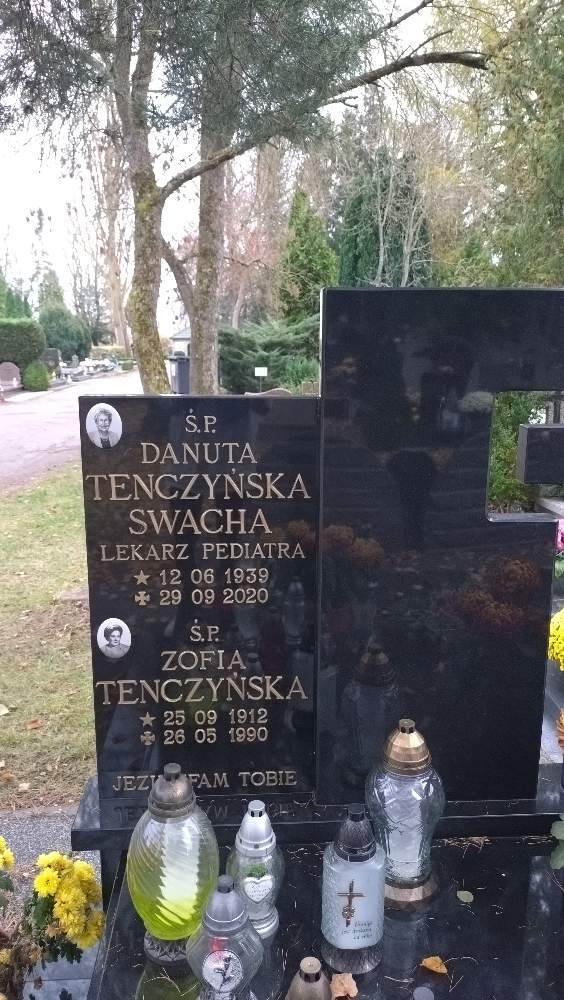 Ś.P.
DANUTA
TENCZYŃSKA
SWACHA
LEKARZ PEDIATRA
12 06 1939
29 09 2020
Ś.P.
ZOFIA
TENCZYŃSKA
25 09 1912
26 05 1990
JEZU UFAM TOBIE